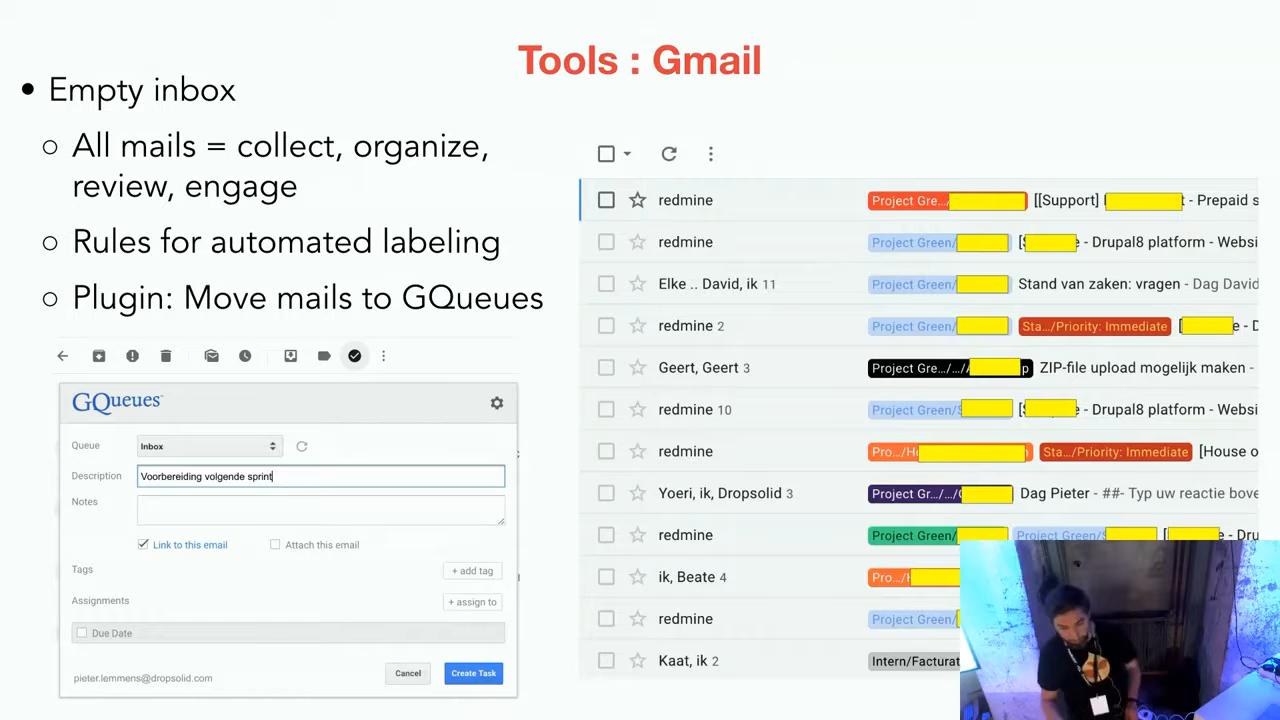 Tools : Gmail
• Empty inbox
○ All mails = collect, organize,
review, engage
○ Rules for automated labeling
○ Plugin: Move mails to GQueues
GQueues
Queue Inbox
Description Voorbereiding volgende sprint
Notes
Link to this email Attach this email
Tags + add tag
Assignments + assign to
Due Date
pieter.lemmens@dropsolid.com Cancel Create Task
redmine Project Gre.../ [[Support] - Prepaid s
redmine Project Green/ - Drupal8 platform - Websi
Elke .. David, ik 11 Project Green/ Stand van zaken: vragen - Dag David
redmine 2 Project Green/ Sta.../Priority: Immediate
Geert, Geert 3 Project Gre.../.../ ZIP-file upload mogelijk maken -
redmine 10 Project Green/ - Drupal8 platform - Websi
redmine Pro.../ Sta.../Priority: Immediate [House o
Yoeri, ik, Dropsolid 3 Project Gr.../.../ Dag Pieter - ##- Typ uw reactie bove
redmine Project Green/ Project Green/ - Dru
ik, Beate 4 Pro.../
redmine Project Green/
Kaat, ik 2 Intern/Facturat